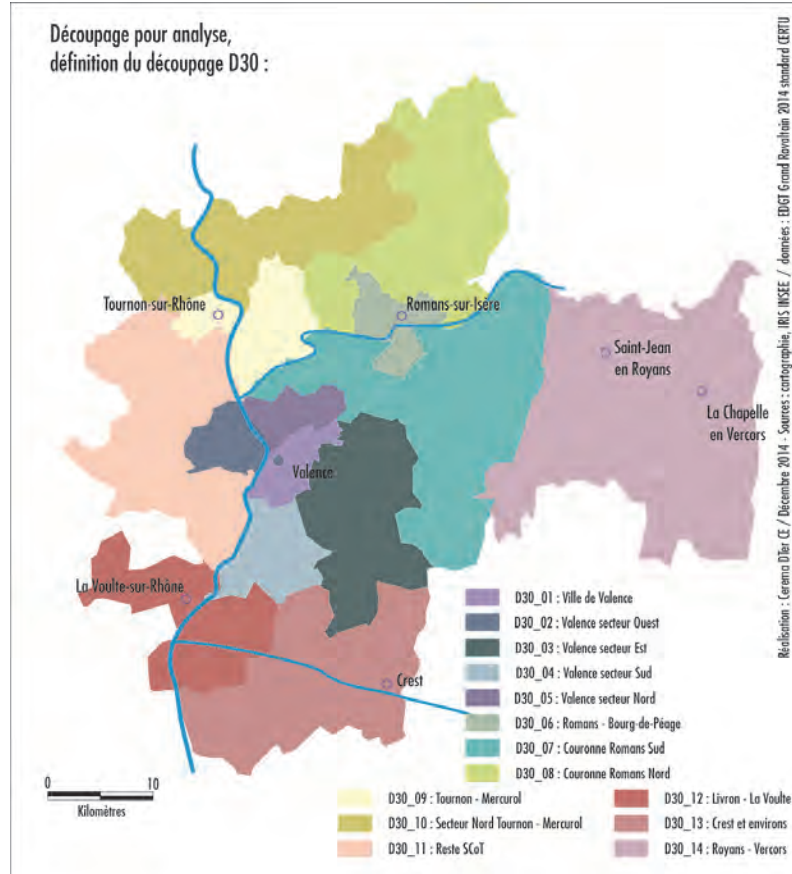 Découpage pour analyse,
définition du découpage D30 :
Tournon-sur-Rhône
Romans-sur-Isère
Saint-Jean
en Royans
La Chapelle
en Vercors
Valence
La Voulte-sur-Rhône
Crest
D30_01 : Ville de Valence
D30_02 : Valence secteur Ouest
D30_03 : Valence secteur Est
D30_04 : Valence secteur Sud
D30_05 : Valence secteur Nord
D30_06 : Romans - Bourg-de-Péage
D30_07 : Couronne Romans Sud
D30_08 : Couronne Romans Nord
D30_09 : Tournon - Mercurol
D30_10 : Secteur Nord Tournon - Mercurol
D30_11 : Reste SCoT
D30_12 : Livron - La Voulte
D30_13 : Crest et environs
D30_14 : Royans - Vercors
0 10
Kilomètres
Réalisation : Cerema DTer CE / Décembre 2014 - Sources : cartographie, IRIS INSEE / données : EDGT Grand Rovaltain 2014 standard CERTU